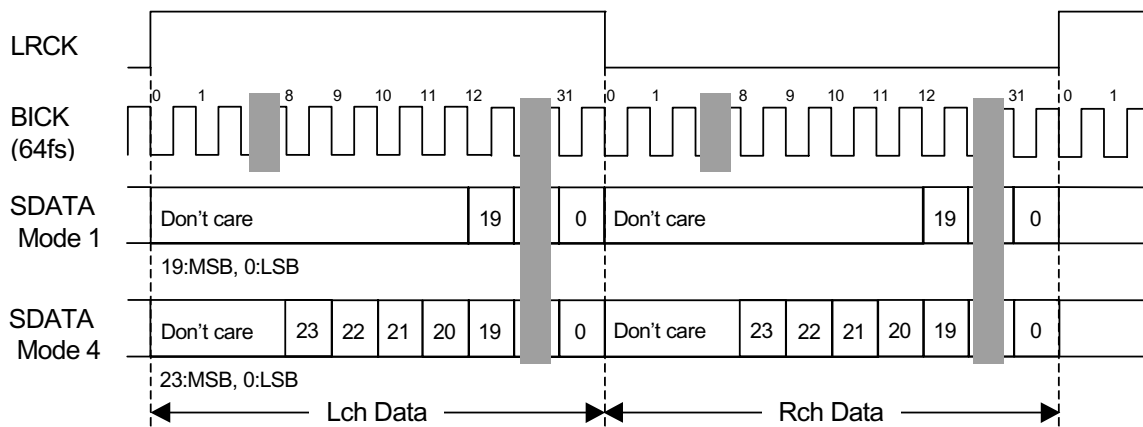 LRCK
0 1 8 9 10 11 12 31 0 1 8 9 10 11 12 31 0 1
BICK
(64fs)
SDATA
Mode 1
Don't care 19 0 Don't care 19 0
19:MSB, 0:LSB
SDATA
Mode 4
Don't care 23 22 21 20 19 0 Don't care 23 22 21 20 19 0
23:MSB, 0:LSB
Lch Data Rch Data